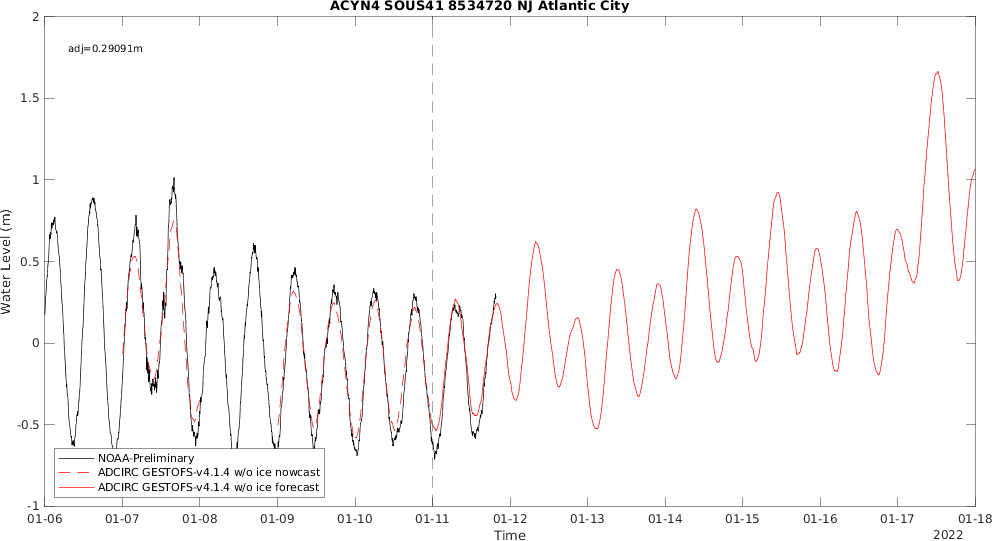 ACYN4 SOUS41 8534720 NJ Atlantic City
adj=0.29091m
Water Level (m)
2
1.5
1
0.5
0
-0.5
-1
NOAA-Preliminary
ADCIRC GESTOFS-v4.1.4 w/o ice nowcast
ADCIRC GESTOFS-v4.1.4 w/o ice forecast
01-06 01-07 01-08 01-09 01-10 01-11 01-12 01-13 01-14 01-15 01-16 01-17 01-18
Time
2022